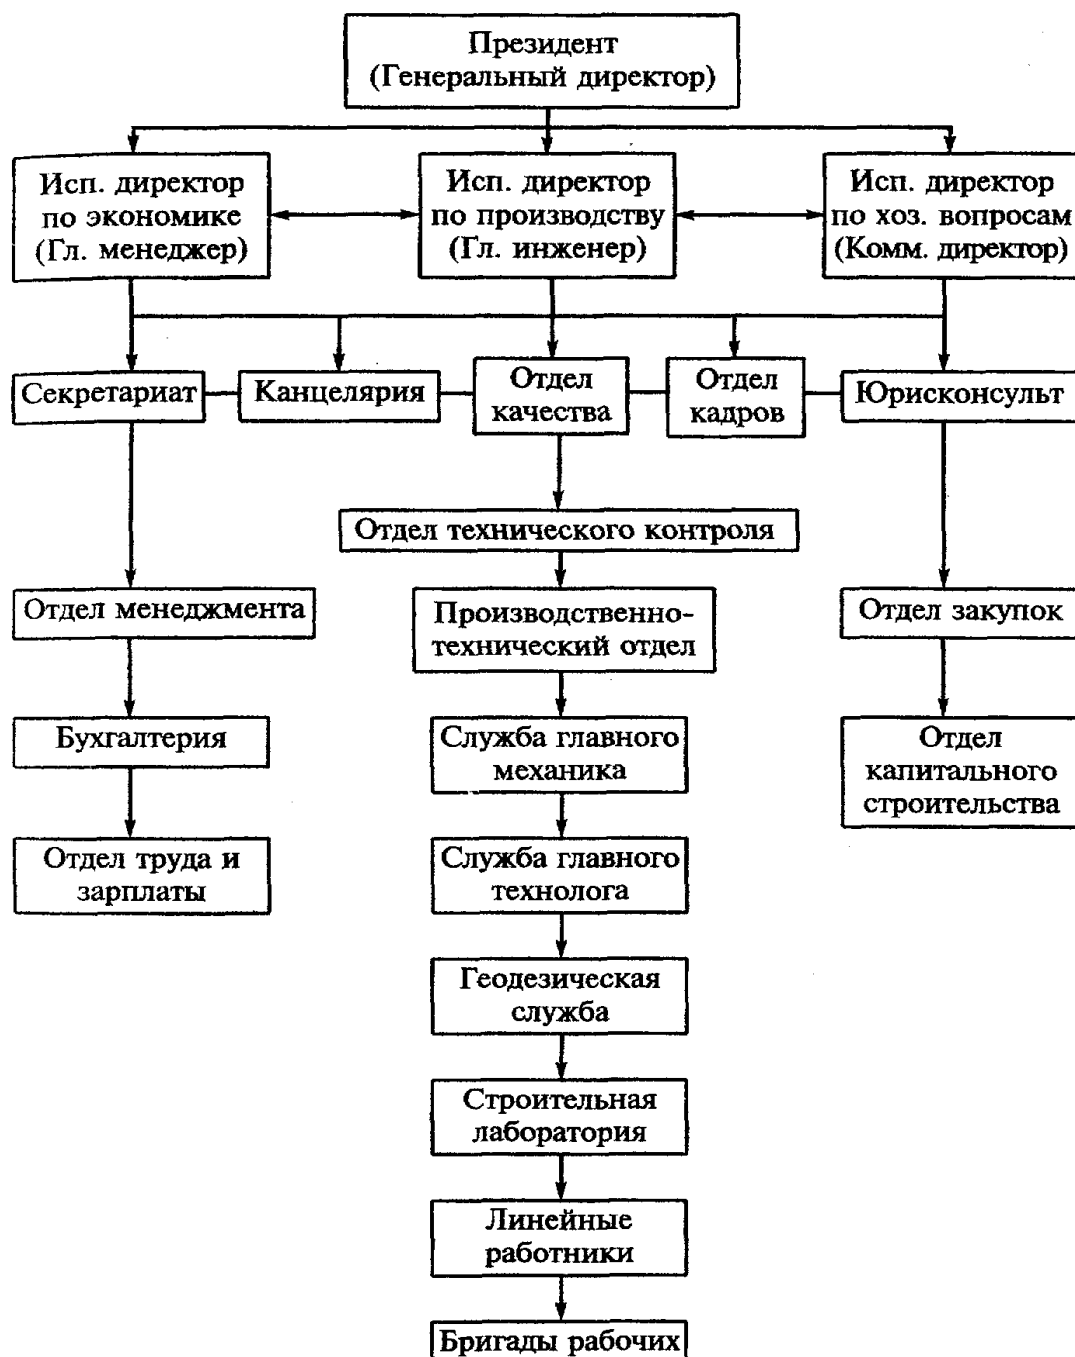 Президент
(Генеральный директор)
Исп. директор
по экономике
(Гл. менеджер)
Исп. директор
по производству
(Гл. инженер)
Исп. директор
по хоз. вопросам
(Комм. директор)
Секретариат
Канцелярия
Отдел
качества
Отдел
кадров
Юрисконсульт
Отдел технического контроля
Отдел менеджмента
Производственно-
технический отдел
Отдел закупок
Бухгалтерия
Служба главного
механика
Отдел
капитального
строительства
Отдел труда и
зарплаты
Служба главного
технолога
Геодезическая
служба
Строительная
лаборатория
Линейные
работники
Бригады рабочих